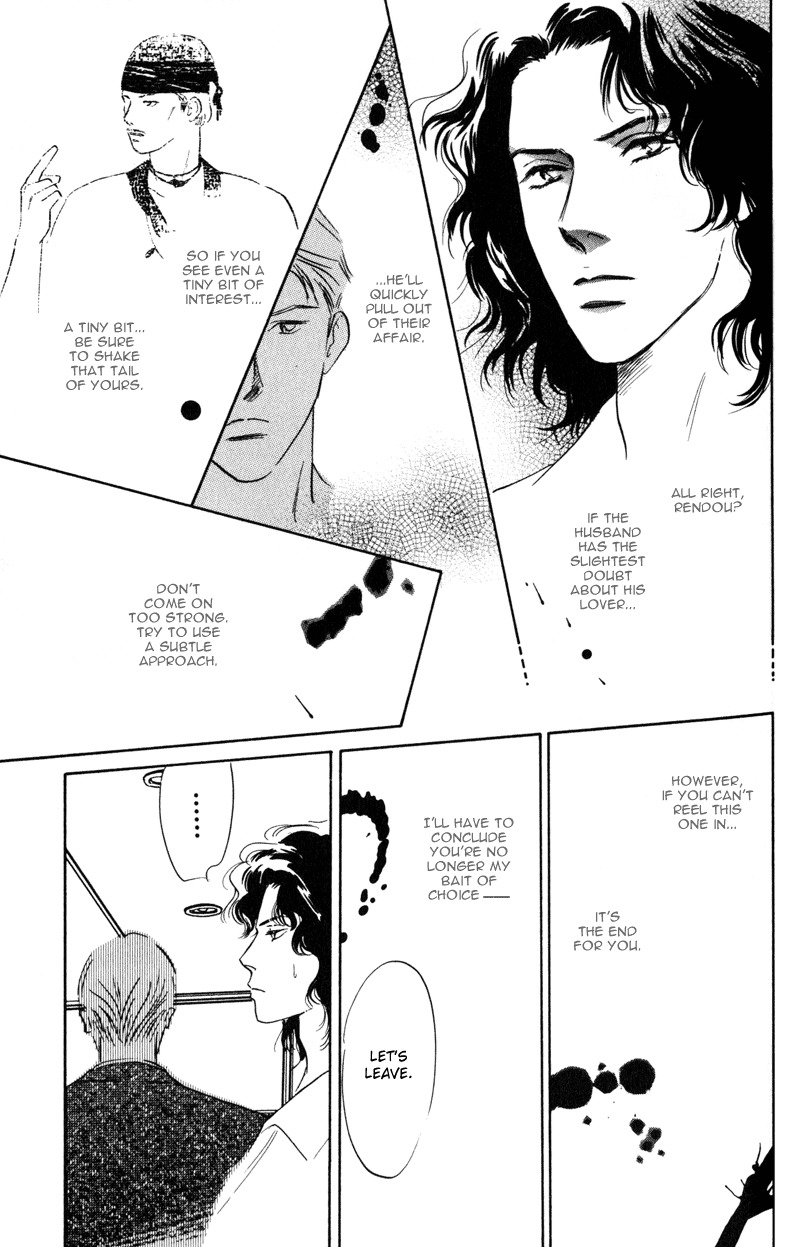 ALL RIGHT,
RENDOU?
IF THE
HUSBAND
HAS THE
SLIGHTEST
DOUBT
ABOUT HIS
LOVER...
...HE'LL
QUICKLY
PULL OUT
OF THEIR
AFFAIR.
SO IF YOU
SEE EVEN A
TINY BIT OF
INTEREST...
A TINY BIT...
BE SURE
TO SHAKE
THAT TAIL
OF YOURS.
DON'T
COME ON
TOO STRONG.
TRY TO USE
A SUBTLE
APPROACH.
HOWEVER,
IF YOU CAN'T
REEL THIS
ONE IN...
IT'S
THE END
FOR YOU.
I'LL HAVE TO
CONCLUDE
YOU'RE NO
LONGER MY
BAIT OF
CHOICE ——
LET'S
LEAVE.
......